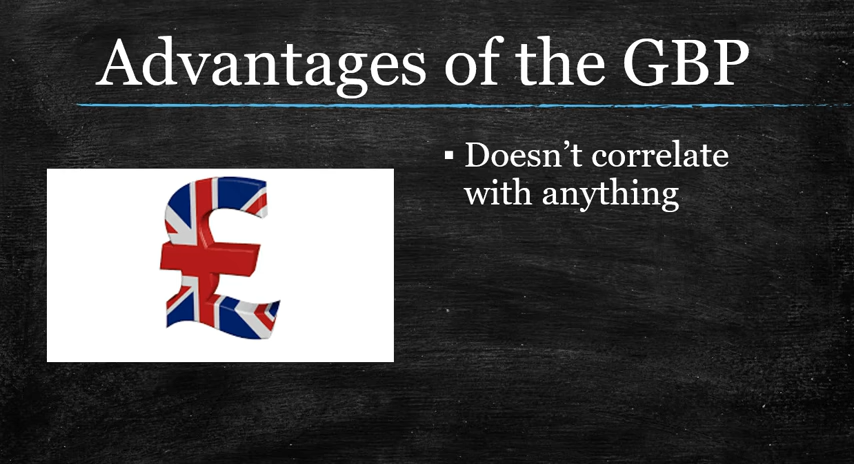 Advantages of the GBP
▪ Doesn’t correlate
with anything
£